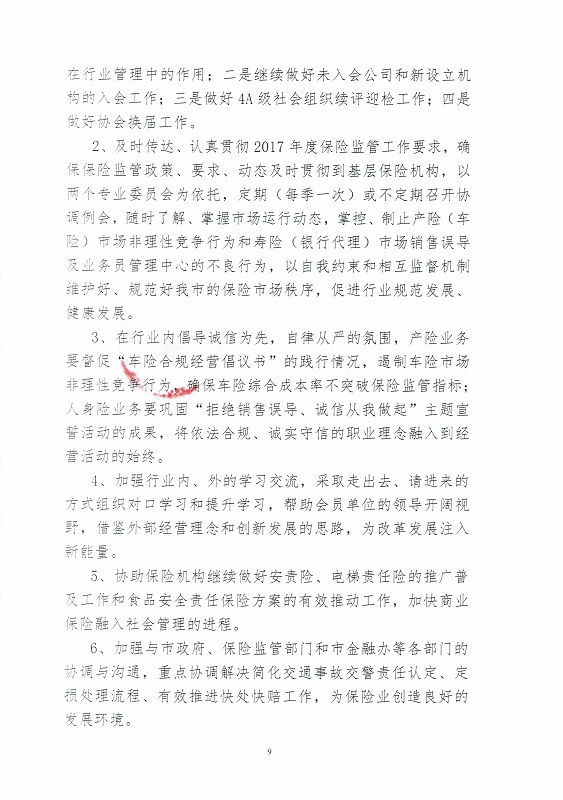 在行业管理中的作用；二是继续做好未入会公司和新设立机
构的入会工作；三是做好 4A 级社会组织续评迎检工作；四是
做好协会换届工作。
2、及时传达、认真贯彻 2017 年度保险监管工作要求，确
保保险监管政策、要求、动态及时贯彻到基层保险机构，以
两个专业委员会为依托，定期（每季一次）或不定期召开协
调例会，随时了解、掌握市场运行动态，掌控、制止产险（车
险）市场非理性竞争行为和寿险（银行代理）市场销售误导
及业务员管理中心的不良行为，以自我约束和相互监督机制
维护好、规范好我市的保险市场秩序，促进行业规范发展、
健康发展。
3、在行业内倡导诚信为先，自律从严的氛围，产险业务
要督促“车险合规经营倡议书”的践行情况，遏制车险市场
非理性竞争行为，确保车险综合成本率不突破保险监管指标；
人身险业务要巩固“拒绝销售误导、诚信从我做起”主题宣
誓活动的成果，将依法合规、诚实守信的职业理念融入到经
营活动的始终。
4、加强行业内、外的学习交流，采取走出去、请进来的
方式组织对口学习和提升学习，帮助会员单位的领导开阔视
野，借鉴外部经营理念和创新发展的思路，为改革发展注入
新能量。
5、协助保险机构继续做好安责险、电梯责任险的推广普
及工作和食品安全责任保险方案的有效推动工作，加快商业
保险融入社会管理的进程。
6、加强与市政府、保险监管部门和市金融办等各部门的
协调与沟通，重点协调解决简化交通事故交警责任认定、定
损处理流程、有效推进快处快赔工作，为保险业创造良好的
发展环境。
9